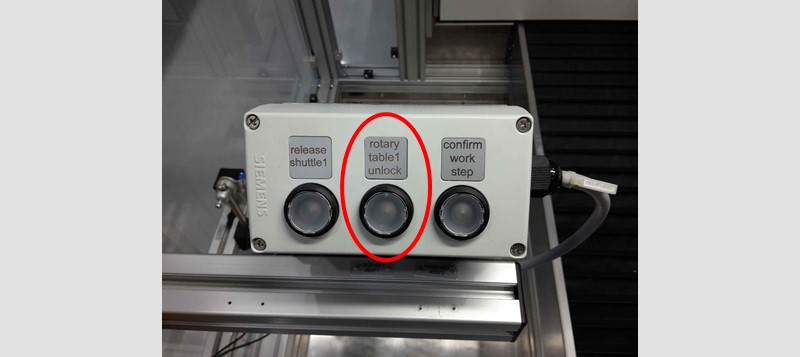 release
shuttle1
rotary
table1
unlock
confirm
work
step
SIEMENS